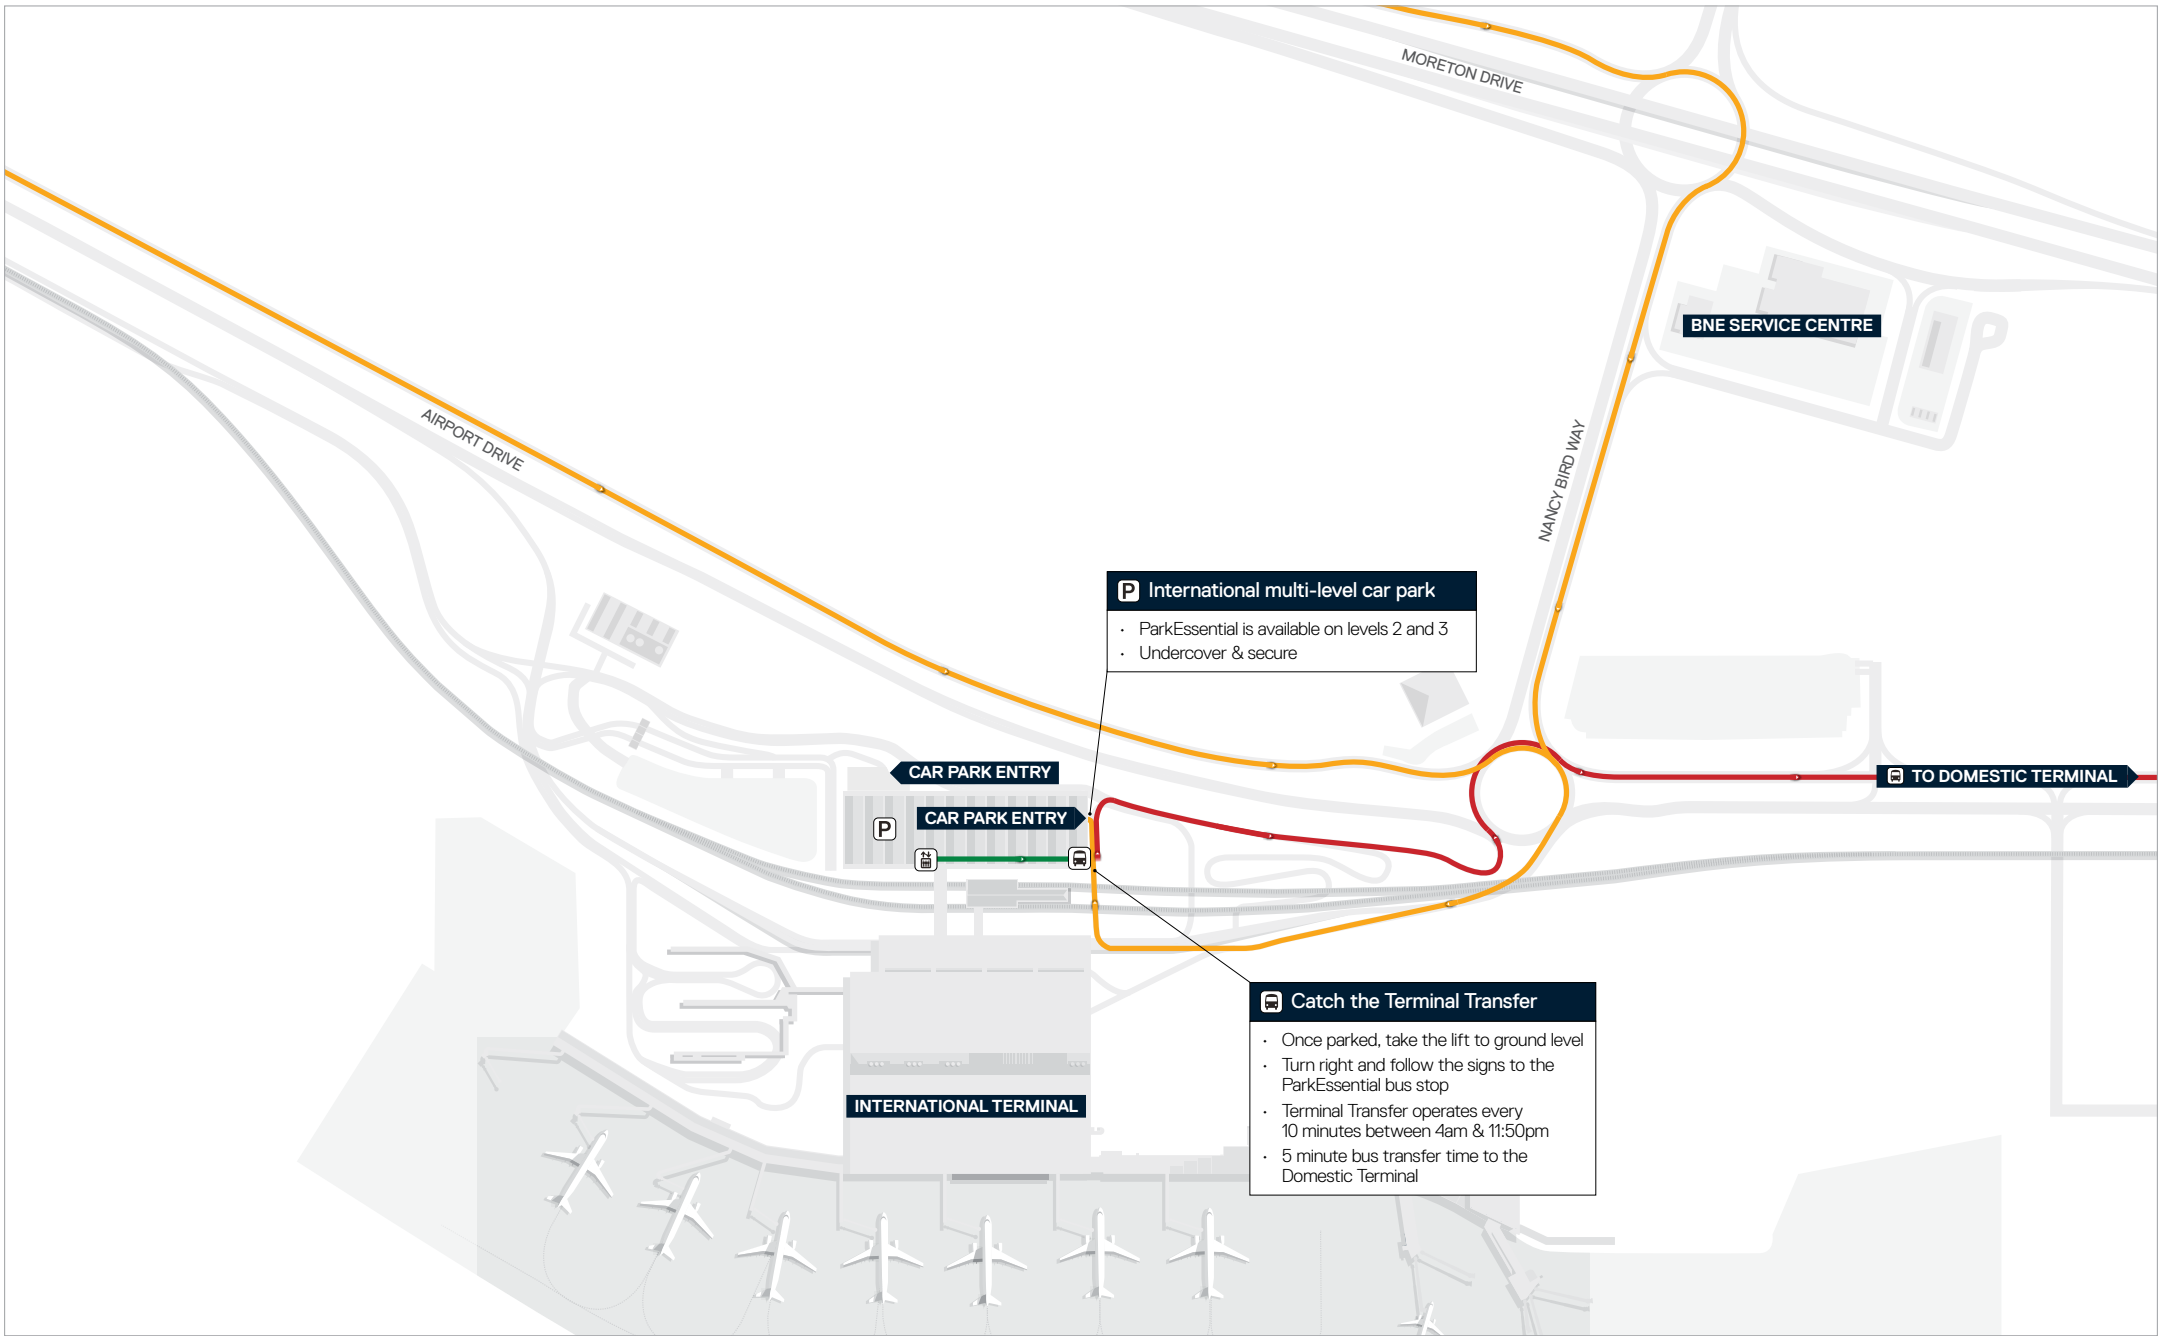 MORETON DRIVE
BNE SERVICE CENTRE
AIRPORT DRIVE
NANCY BIRD WAY
P International multi-level car park
· ParkEssential is available on levels 2 and 3
· Undercover & secure
CAR PARK ENTRY
TO DOMESTIC TERMINAL
CAR PARK ENTRY
P
Catch the Terminal Transfer
· Once parked, take the lift to ground level
· Turn right and follow the signs to the
ParkEssential bus stop
· Terminal Transfer operates every
10 minutes between 4am & 11:50pm
· 5 minute bus transfer time to the
Domestic Terminal
INTERNATIONAL TERMINAL